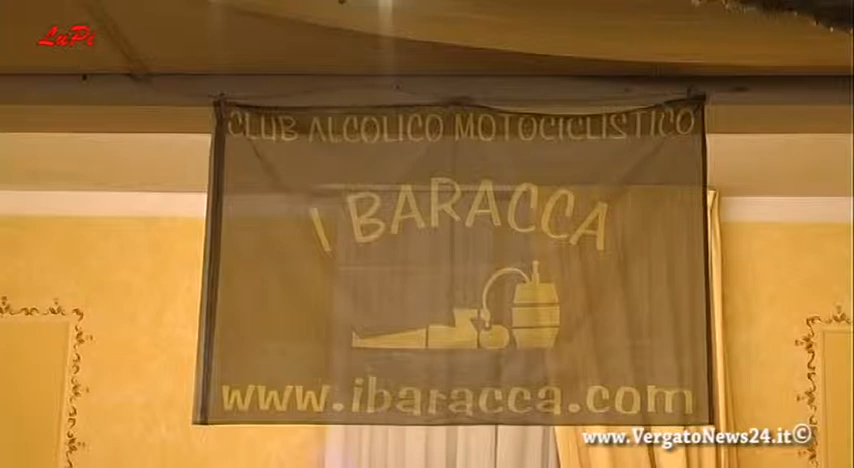 LuPi
CLUB ALCOLICO MOTOCICLISTICO
I BARACCA
www.ibaracca.com
www.VergatoNews24.it©